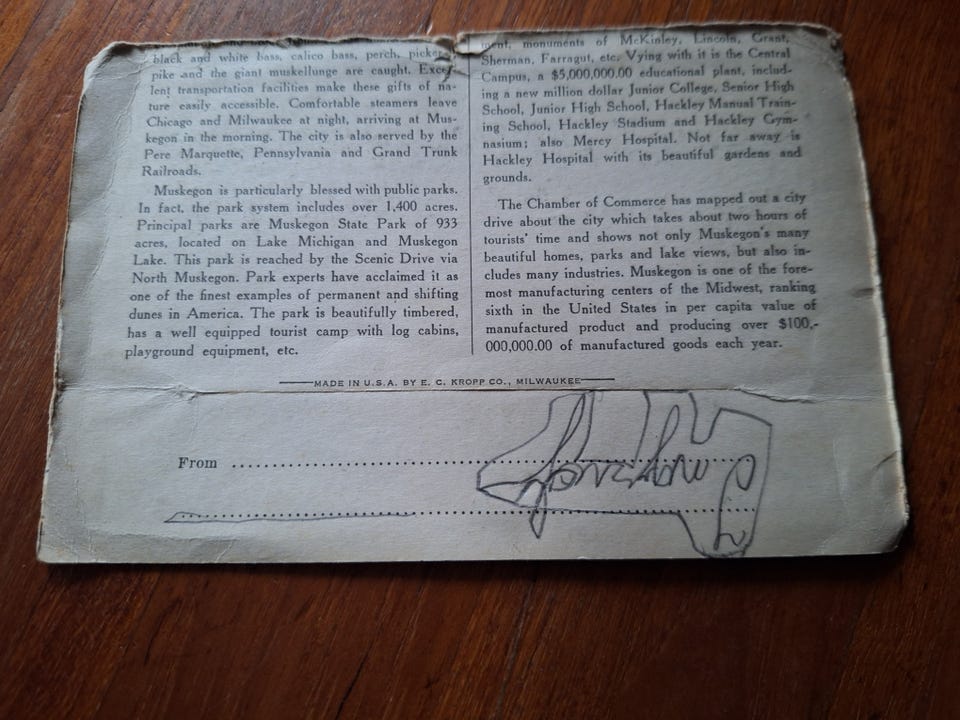 black and white bass, calico bass, perch, picker-
pike and the giant muskellunge are caught. Excel-
lent transportation facilities make these gifts of na-
ture easily accessible. Comfortable steamers leave
Chicago and Milwaukee at night, arriving at Mus-
kegon in the morning. The city is also served by the
Pere Marquette, Pennsylvania and Grand Trunk
Railroads.
Muskegon is particularly blessed with public parks.
In fact, the park system includes over 1,400 acres.
Principal parks are Muskegon State Park of 933
acres, located on Lake Michigan and Muskegon
Lake. This park is reached by the Scenic Drive via
North Muskegon. Park experts have acclaimed it as
one of the finest examples of permanent and shifting
dunes in America. The park is beautifully timbered,
has a well equipped tourist camp with log cabins,
playground equipment, etc.
ment, monuments of McKinley, Lincoln, Grant,
Sherman, Farragut, etc. Vying with it is the Central
Campus, a $5,000,000.00 educational plant, includ-
ing a new million dollar Junior College, Senior High
School, Junior High School, Hackley Manual Train-
ing School, Hackley Stadium and Hackley Gym-
nasium; also Mercy Hospital. Not far away is
Hackley Hospital with its beautiful gardens and
grounds.
The Chamber of Commerce has mapped out a city
drive about the city which takes about two hours of
tourists' time and shows not only Muskegon's many
beautiful homes, parks and lake views, but also in-
cludes many industries. Muskegon is one of the fore-
most manufacturing centers of the Midwest, ranking
sixth in the United States in per capita value of
manufactured product and producing over $100,-
000,000.00 of manufactured goods each year.
MADE IN U.S.A. BY E. C. KROPP CO., MILWAUKEE
From